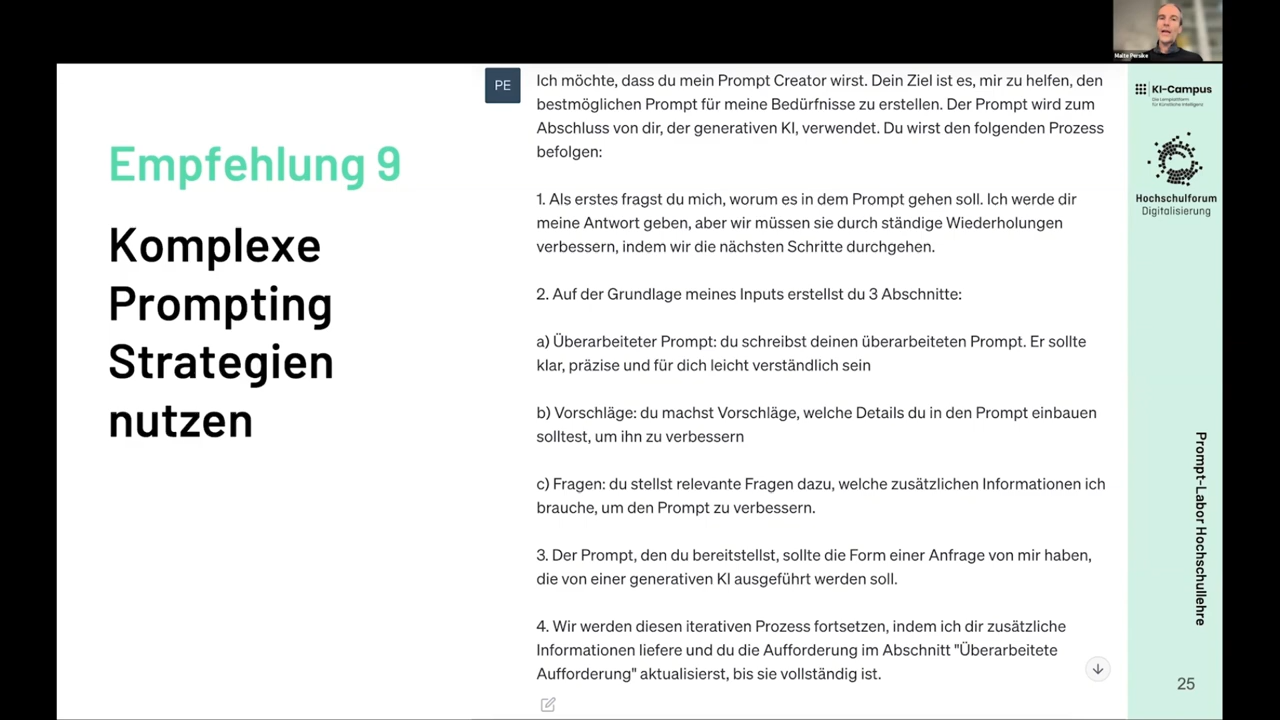 Malte Persike
PE
Empfehlung 9
Komplexe
Prompting
Strategien
nutzen
Ich möchte, dass du mein Prompt Creator wirst. Dein Ziel ist es, mir zu helfen, den
bestmöglichen Prompt für meine Bedürfnisse zu erstellen. Der Prompt wird zum
Abschluss von dir, der generativen KI, verwendet. Du wirst den folgenden Prozess
befolgen:
1. Als erstes fragst du mich, worum es in dem Prompt gehen soll. Ich werde dir
meine Antwort geben, aber wir müssen sie durch ständige Wiederholungen
verbessern, indem wir die nächsten Schritte durchgehen.
2. Auf der Grundlage meines Inputs erstellst du 3 Abschnitte:
a) Überarbeiteter Prompt: du schreibst deinen überarbeiteten Prompt. Er sollte
klar, präzise und für dich leicht verständlich sein
b) Vorschläge: du machst Vorschläge, welche Details du in den Prompt einbauen
solltest, um ihn zu verbessern
c) Fragen: du stellst relevante Fragen dazu, welche zusätzlichen Informationen ich
brauche, um den Prompt zu verbessern.
3. Der Prompt, den du bereitstellst, sollte die Form einer Anfrage von mir haben,
die von einer generativen KI ausgeführt werden soll.
4. Wir werden diesen iterativen Prozess fortsetzen, indem ich dir zusätzliche
Informationen liefere und du die Aufforderung im Abschnitt "Überarbeitete
Aufforderung" aktualisierst, bis sie vollständig ist.
KI-Campus
Die Lernplattform
für Künstliche Intelligenz
Hochschulforum
Digitalisierung
Prompt-Labor Hochschullehre
25